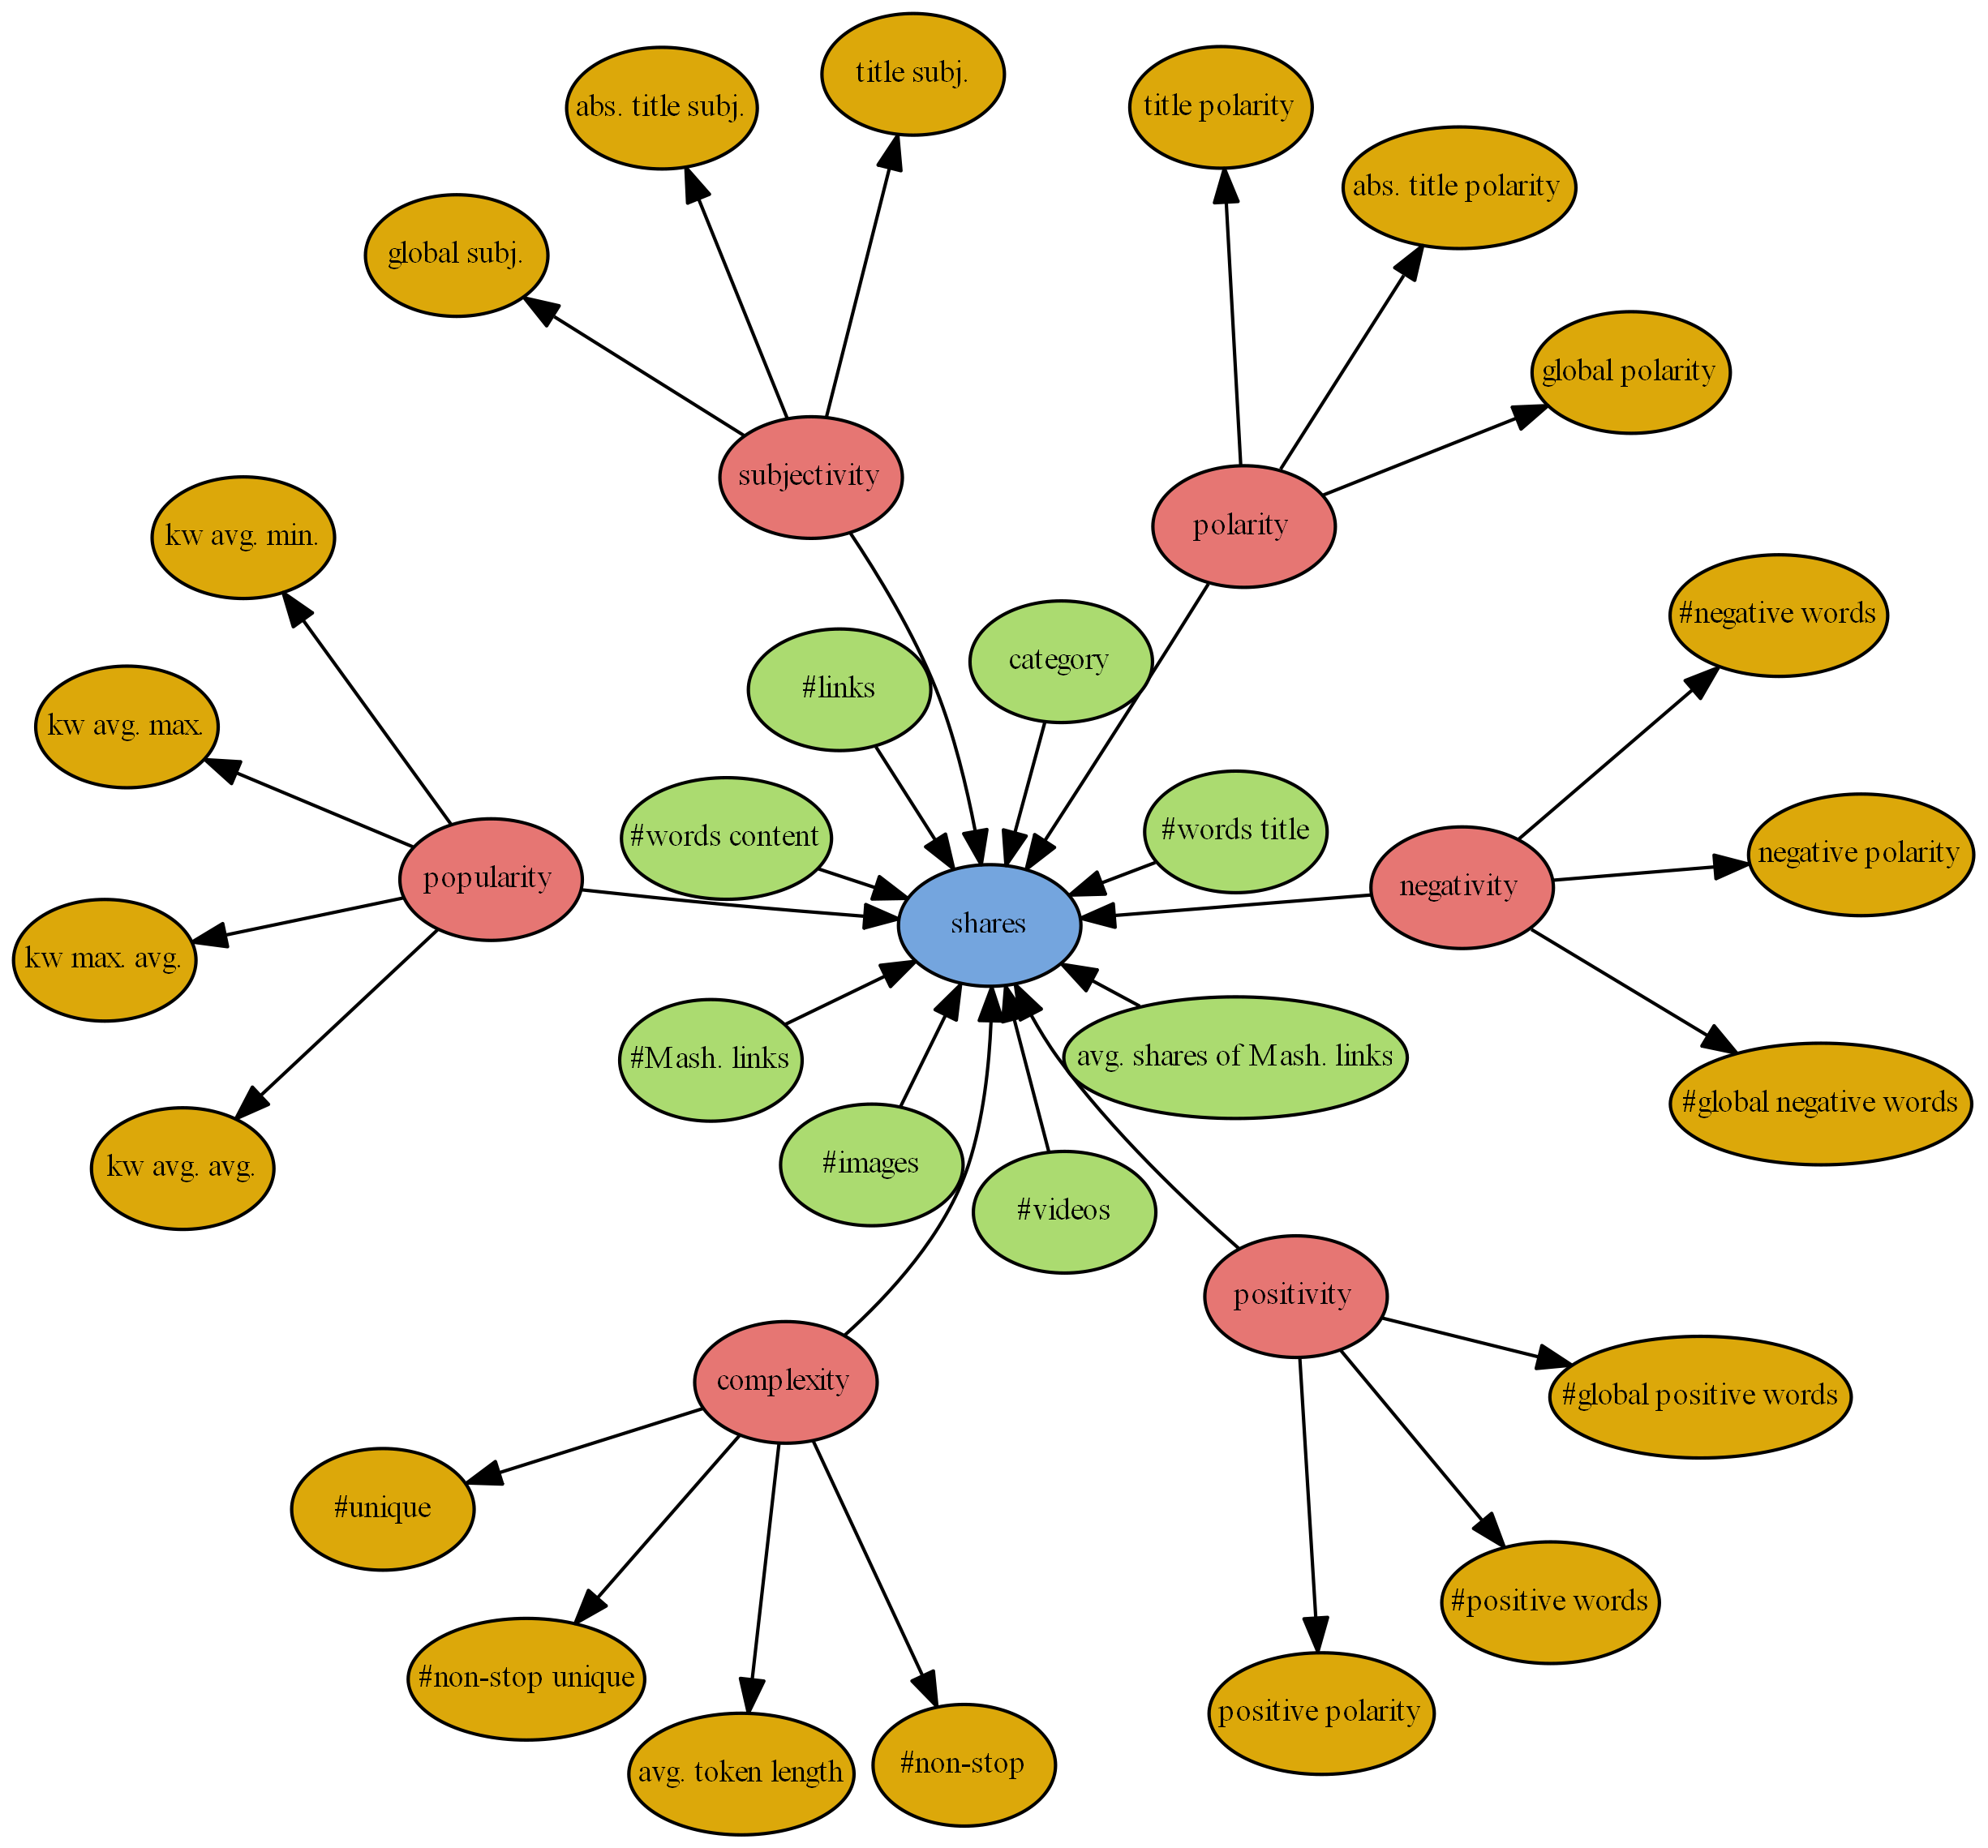 title subj.
abs. title subj.
title polarity
abs. title polarity
global subj.
global polarity
subjectivity
polarity
kw avg. min.
#negative words
category
#links
kw avg. max.
#words title
#words content
negative polarity
popularity
negativity
shares
kw max. avg.
#Mash. links
avg. shares of Mash. links
#global negative words
kw avg. avg.
#images
#videos
positivity
complexity
#global positive words
#unique
#positive words
#non-stop unique
positive polarity
avg. token length
#non-stop